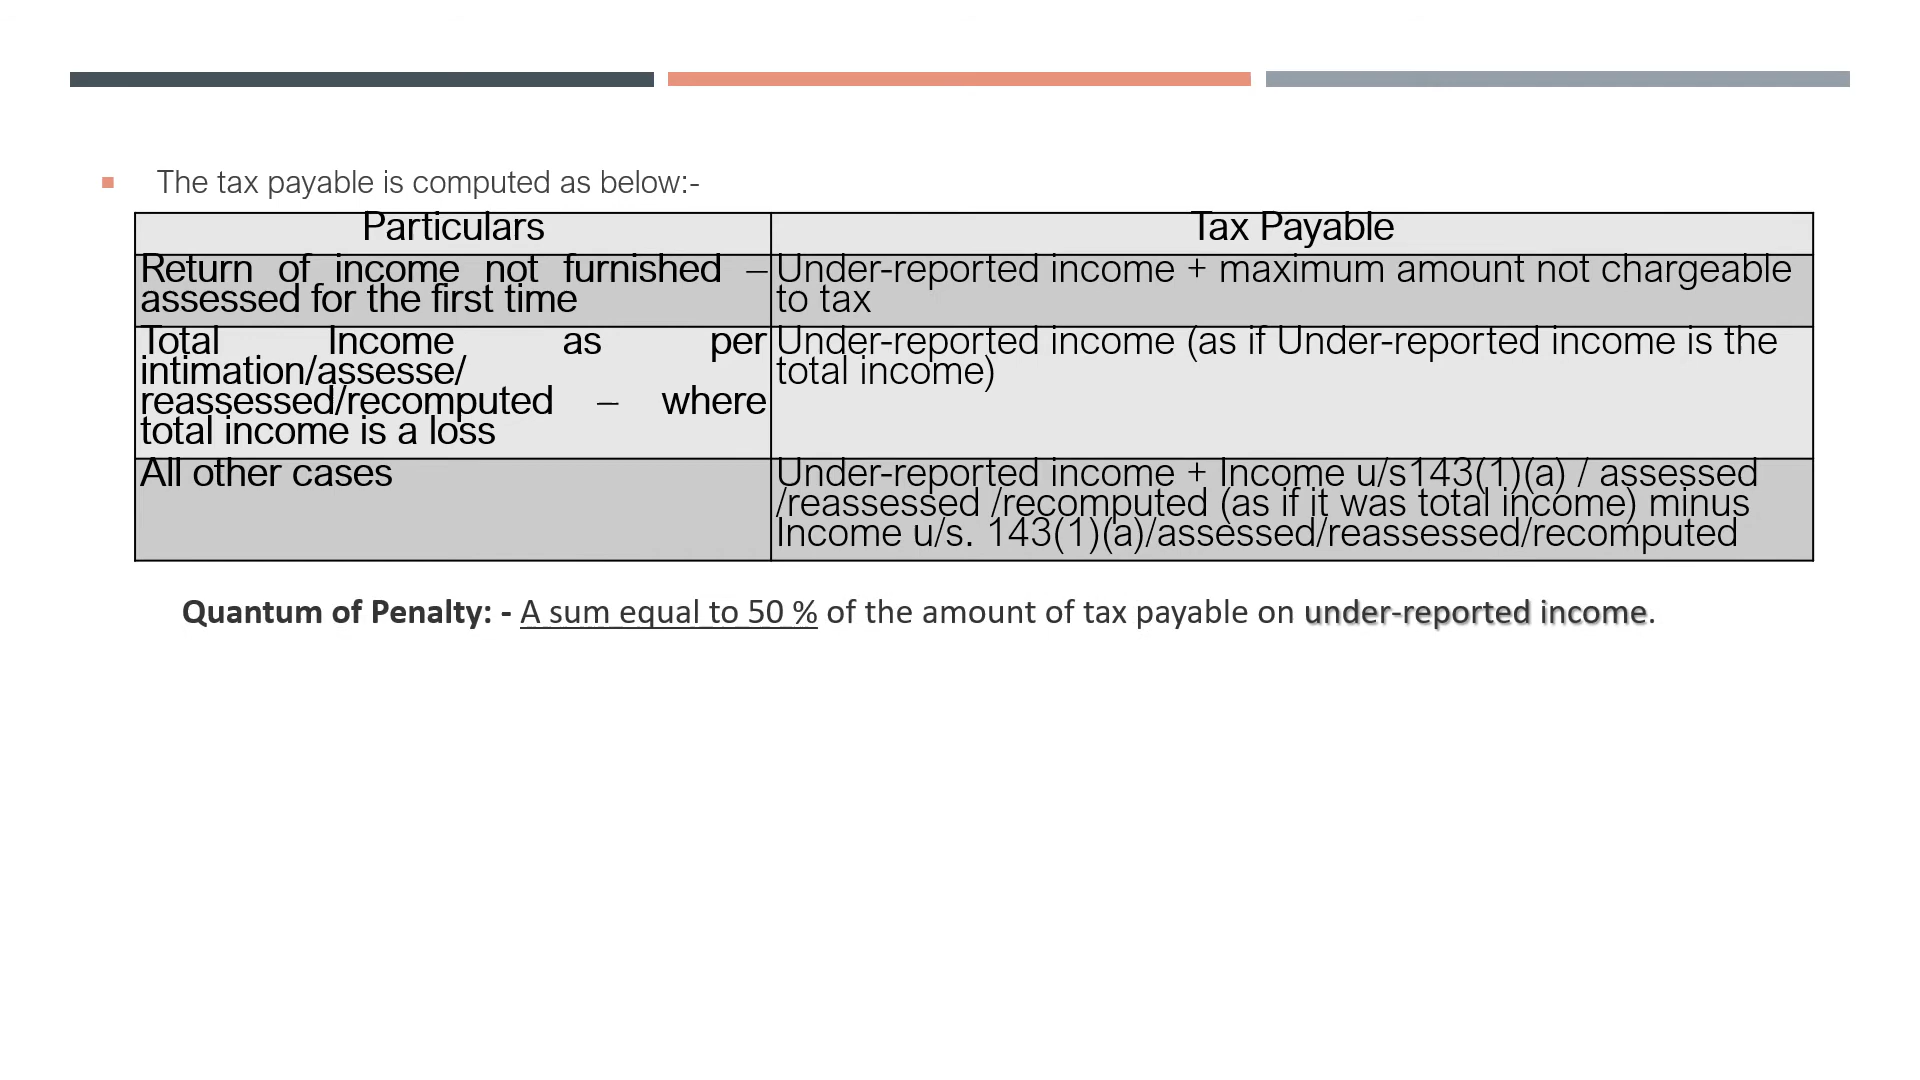 The tax payable is computed as below:-
Particulars
Tax Payable
Return of income not furnished –
assessed for the first time
Under-reported income + maximum amount not chargeable
to tax
Total Income as per
intimation/assesse/
reassessed/recomputed – where
total income is a loss
Under-reported income (as if Under-reported income is the
total income)
All other cases
Under-reported income + Income u/s143(1)(a) / assessed
/reassessed /recomputed (as if it was total income) minus
Income u/s. 143(1)(a)/assessed/reassessed/recomputed
Quantum of Penalty: - A sum equal to 50 % of the amount of tax payable on under-reported income.